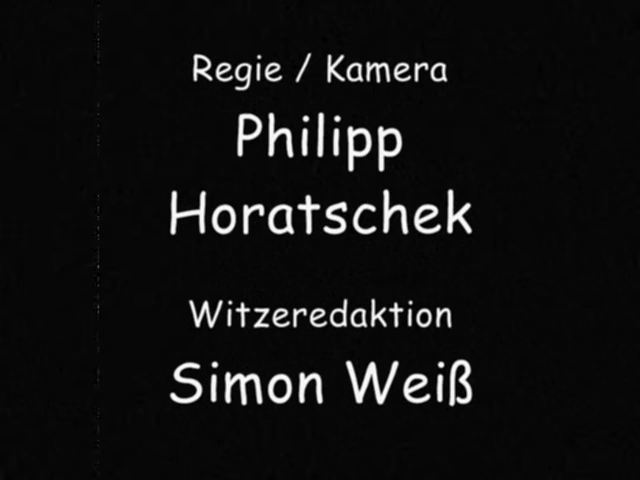 Regie / Kamera
Philipp
Horatschek
Witzeredaktion
Simon Weiß